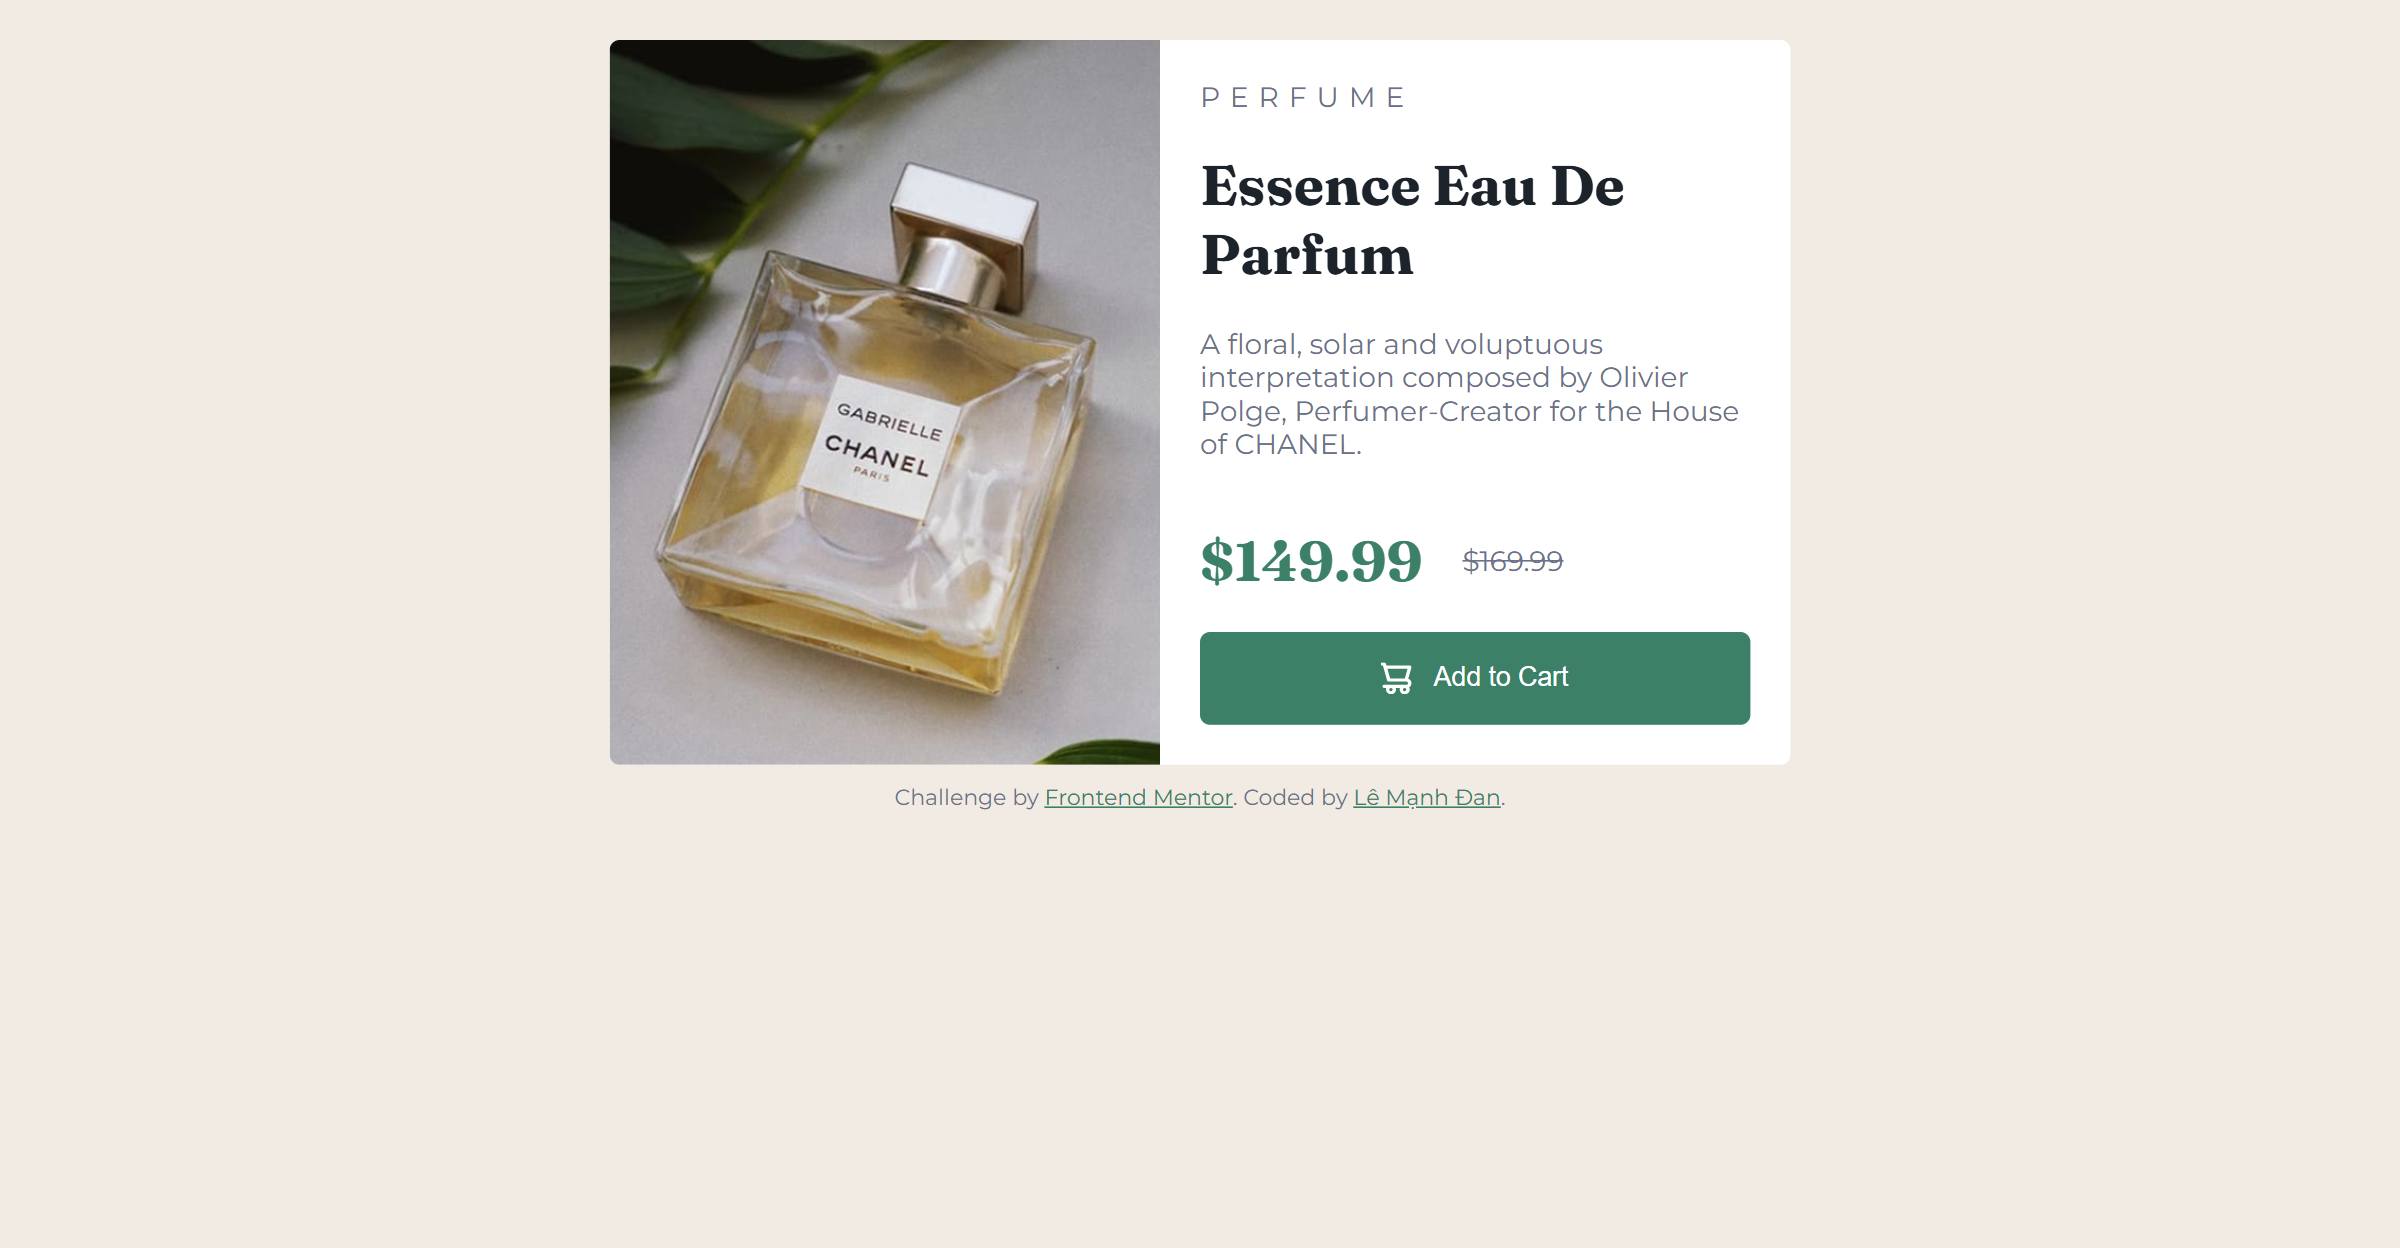 GABRIELLE
CHANEL
PARIS
PERFUME
Essence Eau De
Parfum
A floral, solar and voluptuous
interpretation composed by Olivier
Polge, Perfumer-Creator for the House
of CHANEL.
$149.99 $169.99
Add to Cart
Challenge by Frontend Mentor. Coded by Lê Mạnh Đan.